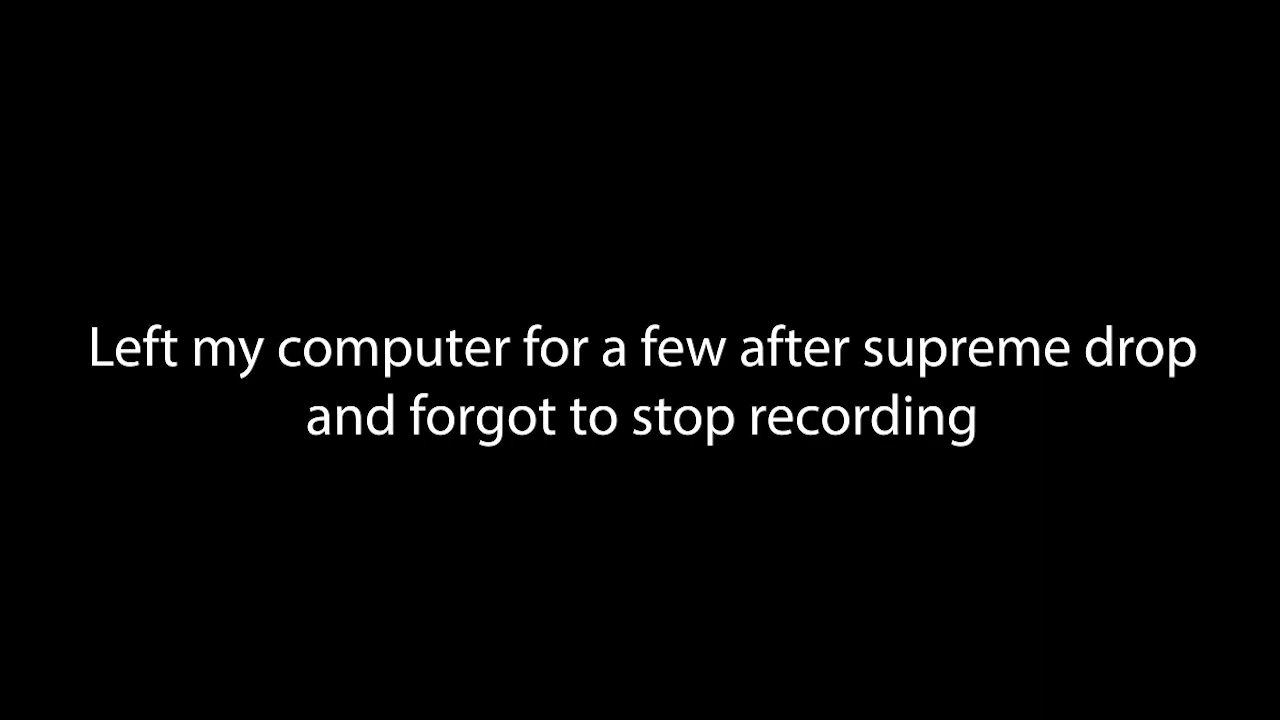 Left my computer for a few after supreme drop
and forgot to stop recording